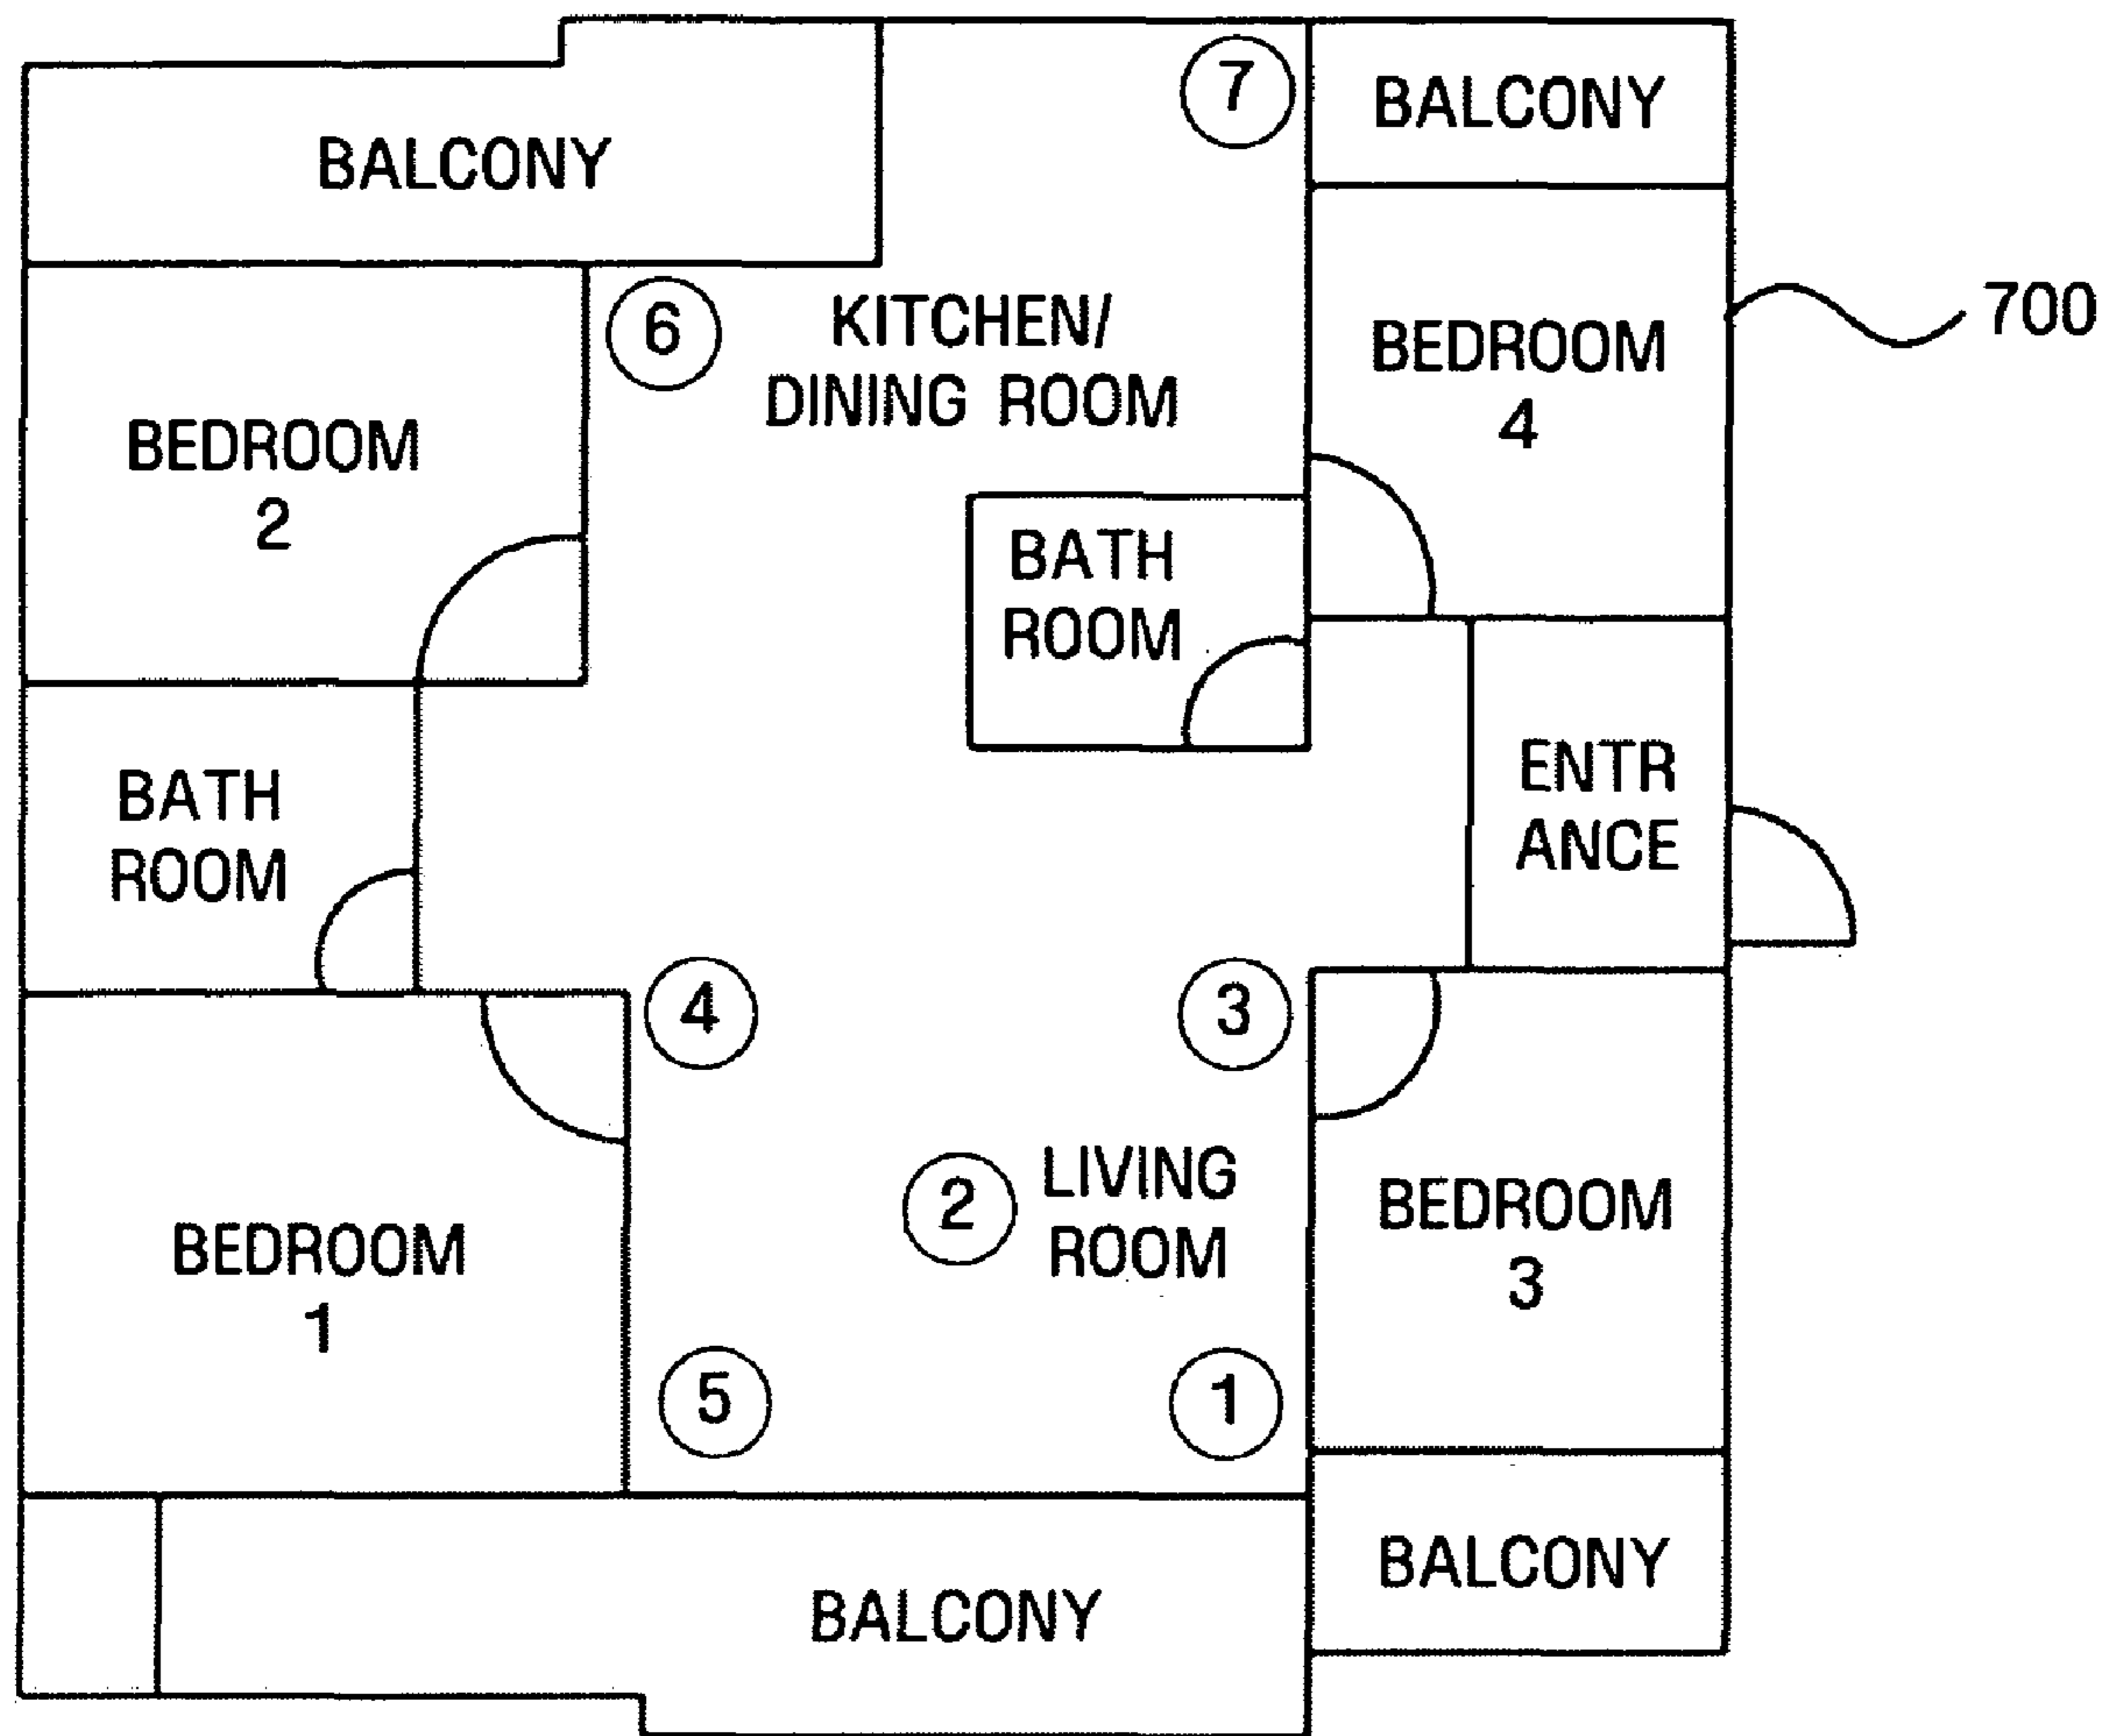 7
BALCONY
BALCONY
6
KITCHEN/
DINING ROOM
BEDROOM
4
700
BEDROOM
2
BATH
ROOM
BATH
ROOM
ENTR
ANCE
4
3
2
LIVING
ROOM
BEDROOM
3
BEDROOM
1
5
1
BALCONY
BALCONY